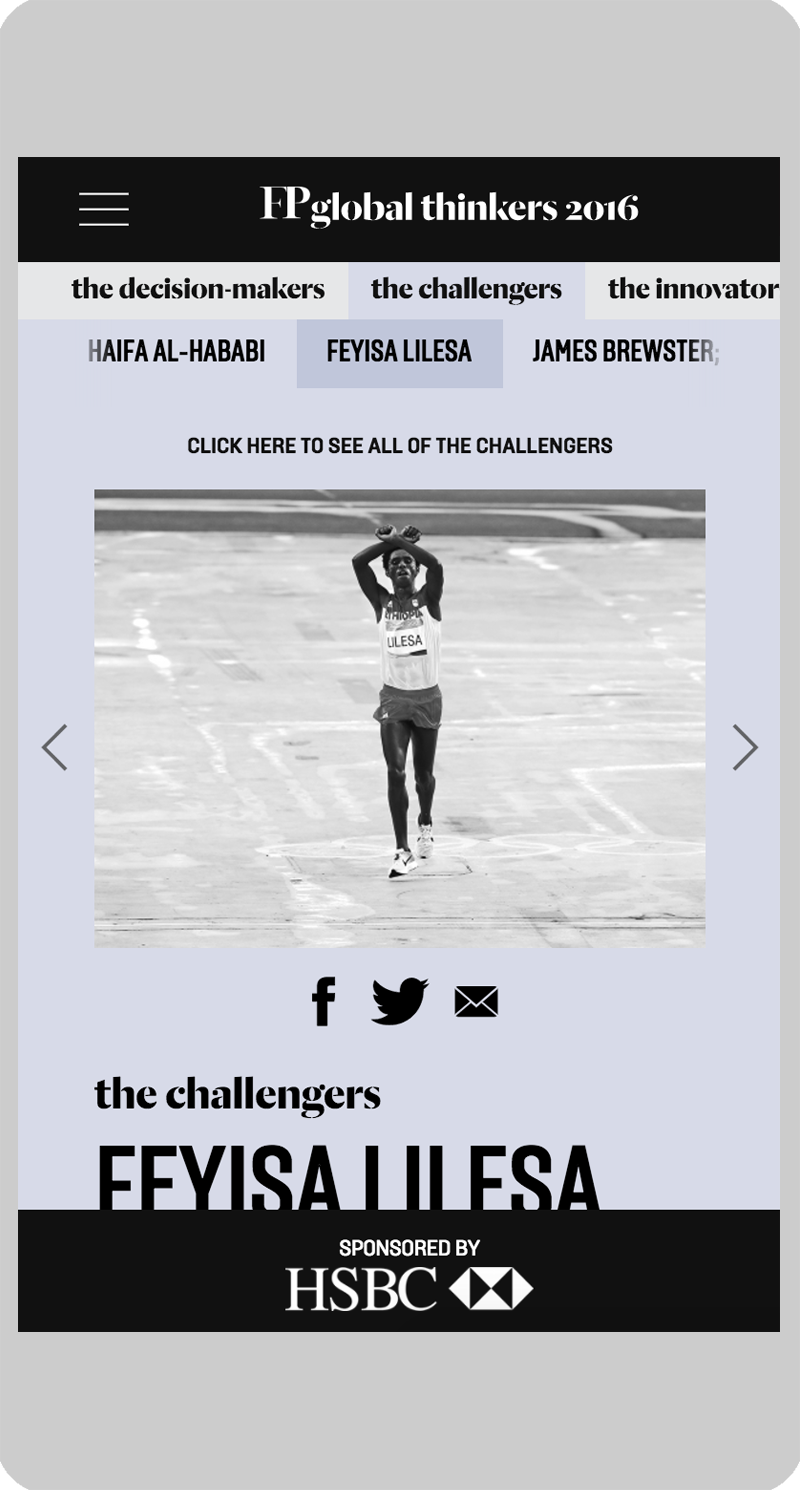 FP global thinkers 2016
the decision-makers the challengers the innovator
HAIFA AL-HABABI FEYISA LILESA JAMES BREWSTER;
CLICK HERE TO SEE ALL OF THE CHALLENGERS
ETHIOPIA
LILESA
the challengers
FEYISA LILESA
SPONSORED BY
HSBC